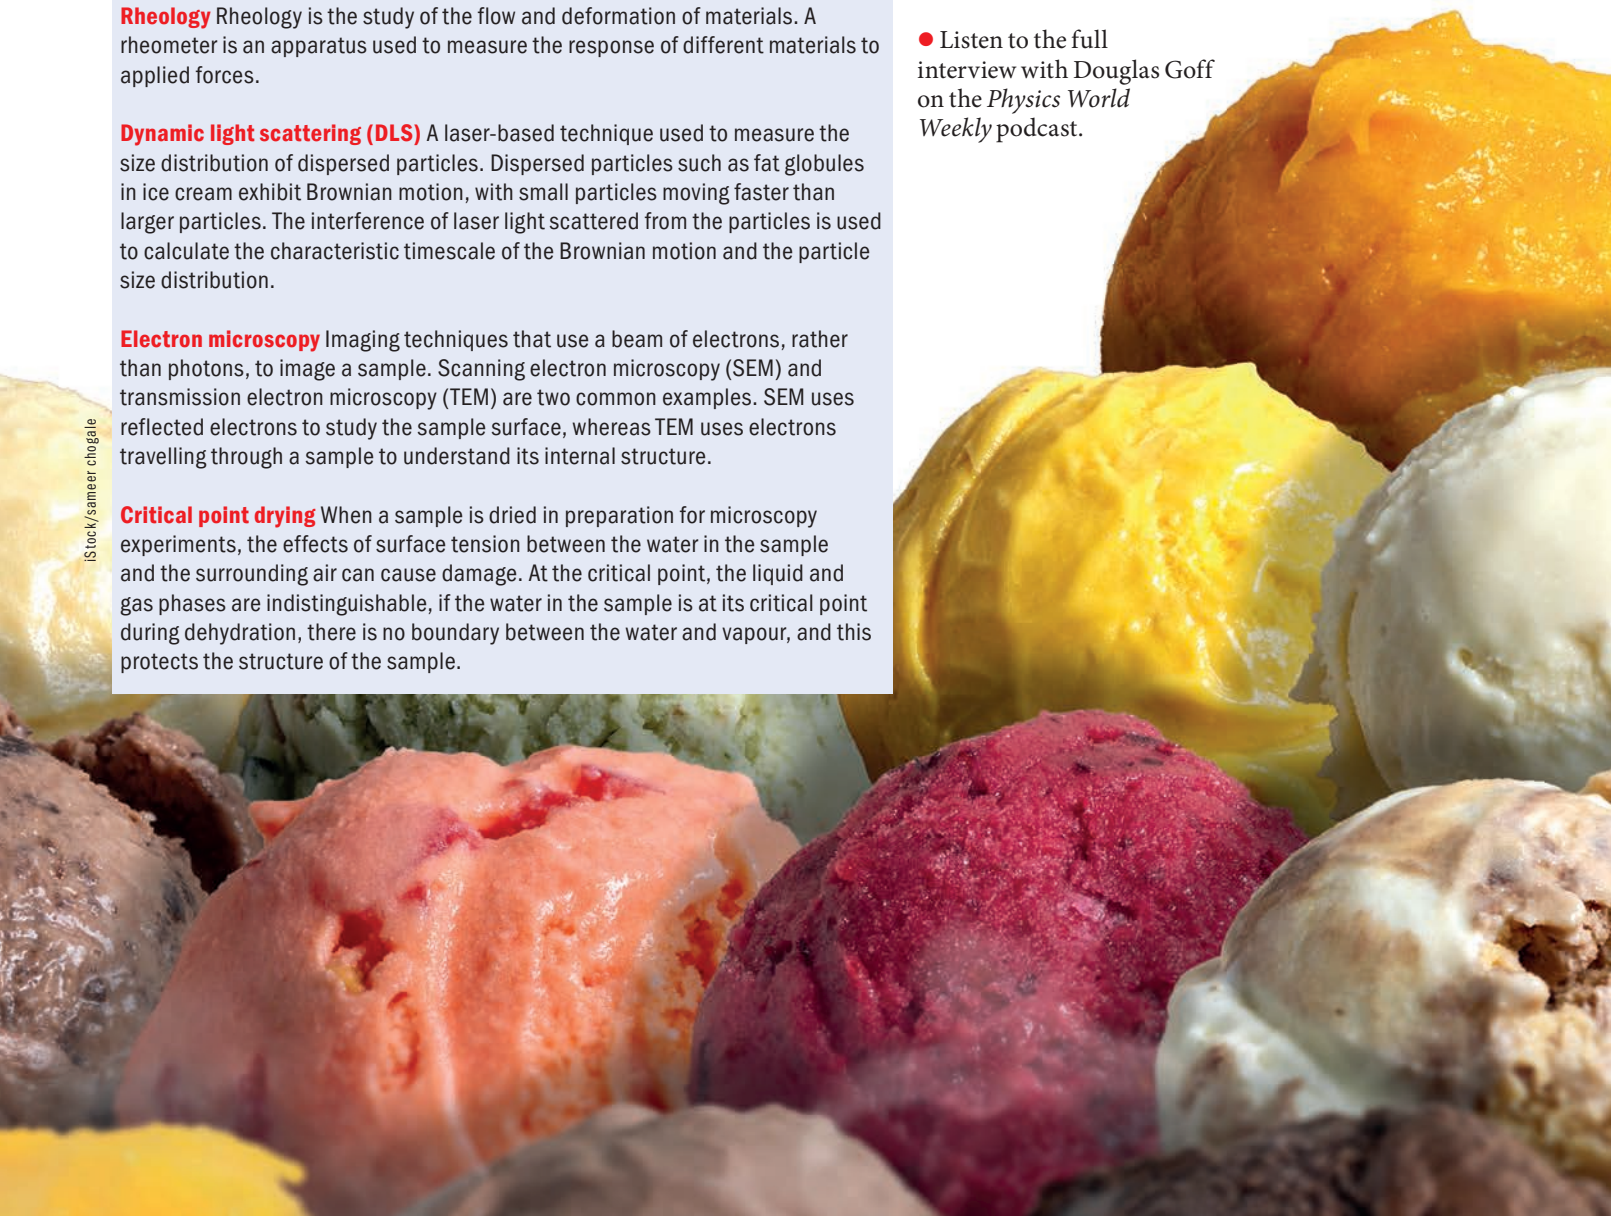 Rheology Rheology is the study of the flow and deformation of materials. A
rheometer is an apparatus used to measure the response of different materials to
applied forces.
Dynamic light scattering (DLS) A laser-based technique used to measure the
size distribution of dispersed particles. Dispersed particles such as fat globules
in ice cream exhibit Brownian motion, with small particles moving faster than
larger particles. The interference of laser light scattered from the particles is used
to calculate the characteristic timescale of the Brownian motion and the particle
size distribution.
Electron microscopy Imaging techniques that use a beam of electrons, rather
than photons, to image a sample. Scanning electron microscopy (SEM) and
transmission electron microscopy (TEM) are two common examples. SEM uses
reflected electrons to study the sample surface, whereas TEM uses electrons
travelling through a sample to understand its internal structure.
Critical point drying When a sample is dried in preparation for microscopy
experiments, the effects of surface tension between the water in the sample
and the surrounding air can cause damage. At the critical point, the liquid and
gas phases are indistinguishable, if the water in the sample is at its critical point
during dehydration, there is no boundary between the water and vapour, and this
protects the structure of the sample.
● Listen to the full
interview with Douglas Goff
on the Physics World
Weekly podcast.
iStock/sameer chogale